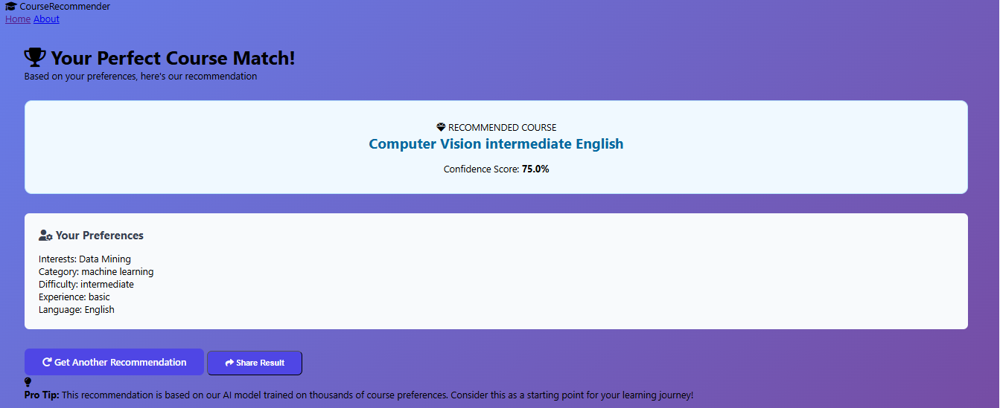 CourseRecommender
Home About
Your Perfect Course Match!
Based on your preferences, here's our recommendation
RECOMMENDED COURSE
Computer Vision intermediate English
Confidence Score: 75.0%
Your Preferences
Interests: Data Mining
Category: machine learning
Difficulty: intermediate
Experience: basic
Language: English
Get Another Recommendation Share Result
Pro Tip: This recommendation is based on our AI model trained on thousands of course preferences. Consider this as a starting point for your learning journey!